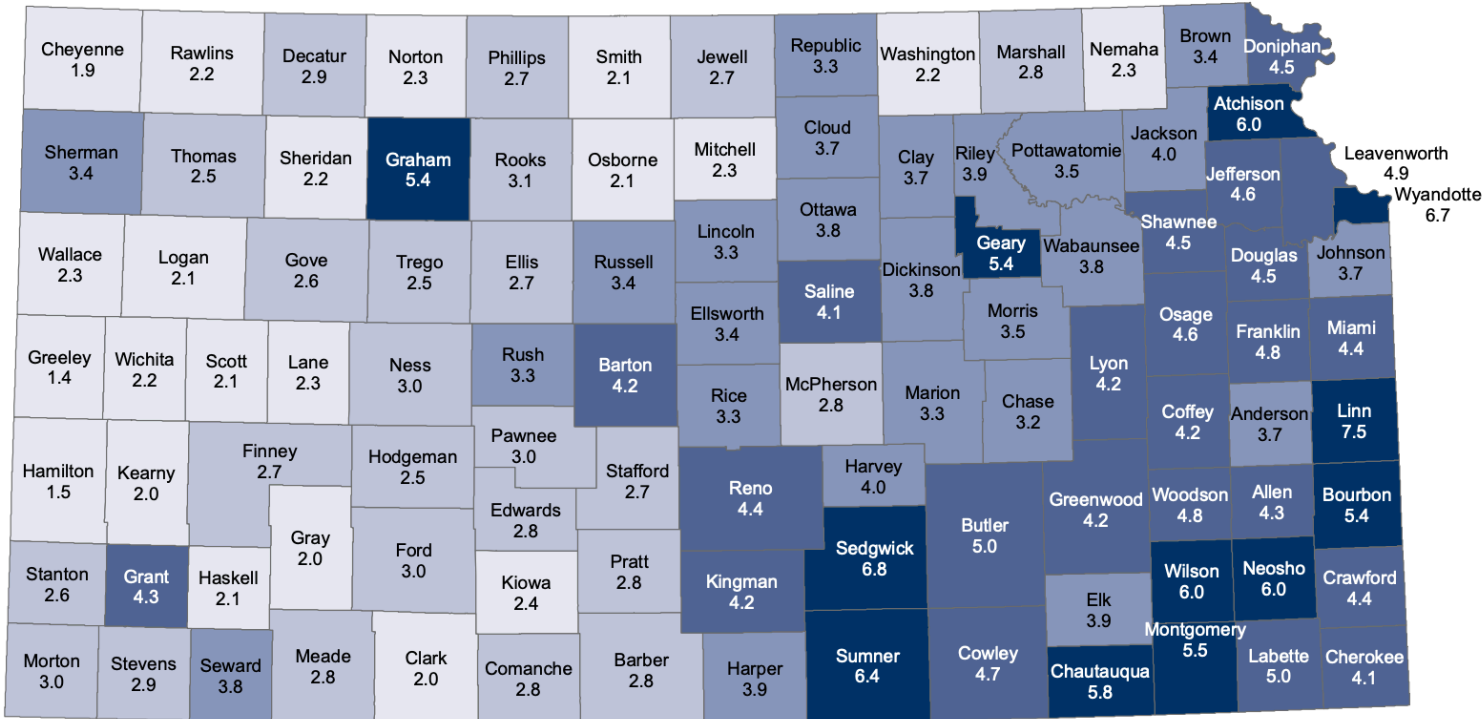 Cheyenne
1.9
Rawlins
2.2
Decatur
2.9
Norton
2.3
Phillips
2.7
Smith
2.1
Jewell
2.7
Republic
3.3
Washington
2.2
Marshall
2.8
Nemaha
2.3
Brown
3.4
Doniphan
4.5
Atchison
6.0
Sherman
3.4
Thomas
2.5
Sheridan
2.2
Graham
5.4
Rooks
3.1
Osborne
2.1
Mitchell
2.3
Cloud
3.7
Clay
3.7
Riley
3.9
Pottawatomie
3.5
Jackson
4.0
Jefferson
4.6
Leavenworth
4.9
Wyandotte
6.7
Wallace
2.3
Logan
2.1
Gove
2.6
Trego
2.5
Ellis
2.7
Russell
3.4
Lincoln
3.3
Ottawa
3.8
Saline
4.1
Dickinson
3.8
Geary
5.4
Wabaunsee
3.8
Shawnee
4.5
Douglas
4.5
Johnson
3.7
Greeley
1.4
Wichita
2.2
Scott
2.1
Lane
2.3
Ness
3.0
Rush
3.3
Barton
4.2
Ellsworth
3.4
Rice
3.3
McPherson
2.8
Marion
3.3
Morris
3.5
Chase
3.2
Lyon
4.2
Osage
4.6
Franklin
4.8
Miami
4.4
Coffey
4.2
Anderson
3.7
Linn
7.5
Hamilton
1.5
Kearny
2.0
Finney
2.7
Hodgeman
2.5
Pawnee
3.0
Stafford
2.7
Edwards
2.8
Reno
4.4
Harvey
4.0
Butler
5.0
Greenwood
4.2
Woodson
4.8
Allen
4.3
Bourbon
5.4
Stanton
2.6
Grant
4.3
Haskell
2.1
Gray
2.0
Ford
3.0
Kiowa
2.4
Pratt
2.8
Kingman
4.2
Sedgwick
6.8
Elk
3.9
Wilson
6.0
Neosho
6.0
Crawford
4.4
Morton
3.0
Stevens
2.9
Seward
3.8
Meade
2.8
Clark
2.0
Comanche
2.8
Barber
2.8
Harper
3.9
Sumner
6.4
Cowley
4.7
Chautauqua
5.8
Montgomery
5.5
Labette
5.0
Cherokee
4.1